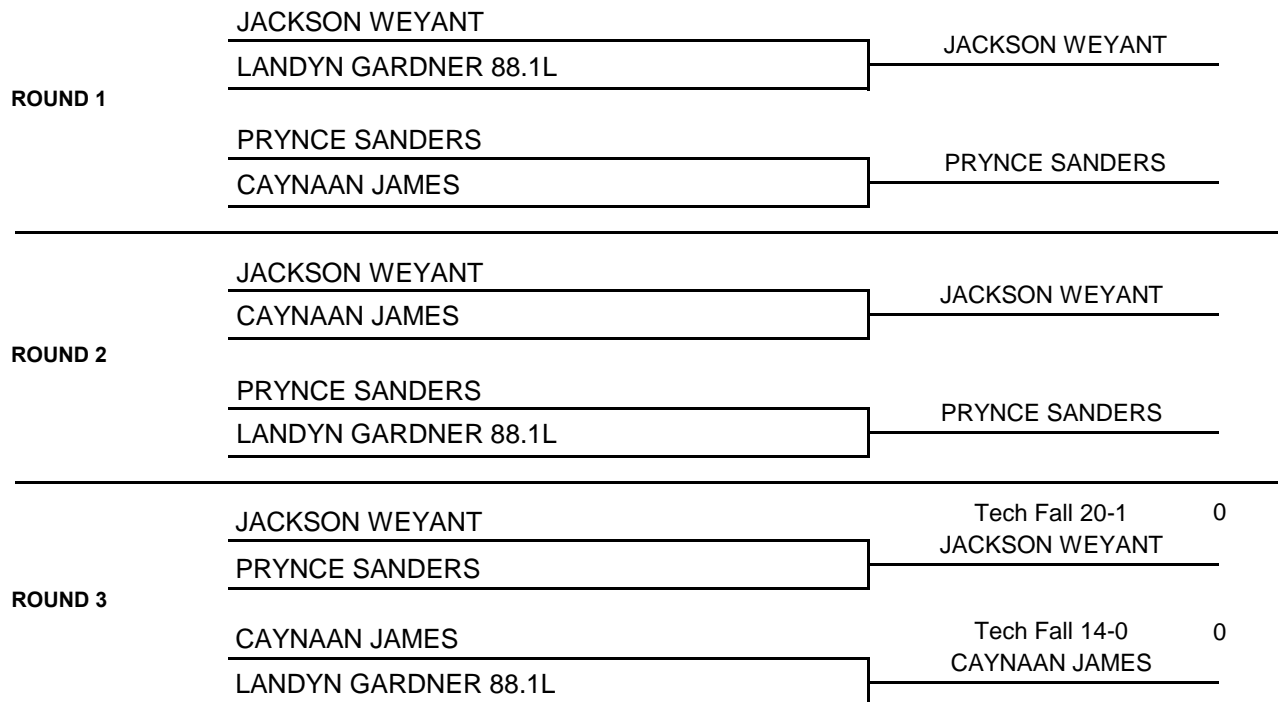 JACKSON WEYANT
JACKSON WEYANT
LANDYN GARDNER 88.1L
ROUND 1
PRYNCE SANDERS
PRYNCE SANDERS
CAYNAAN JAMES
JACKSON WEYANT
JACKSON WEYANT
CAYNAAN JAMES
ROUND 2
PRYNCE SANDERS
PRYNCE SANDERS
LANDYN GARDNER 88.1L
Tech Fall 20-1 0
JACKSON WEYANT
JACKSON WEYANT
PRYNCE SANDERS
ROUND 3
Tech Fall 14-0 0
CAYNAAN JAMES
CAYNAAN JAMES
LANDYN GARDNER 88.1L